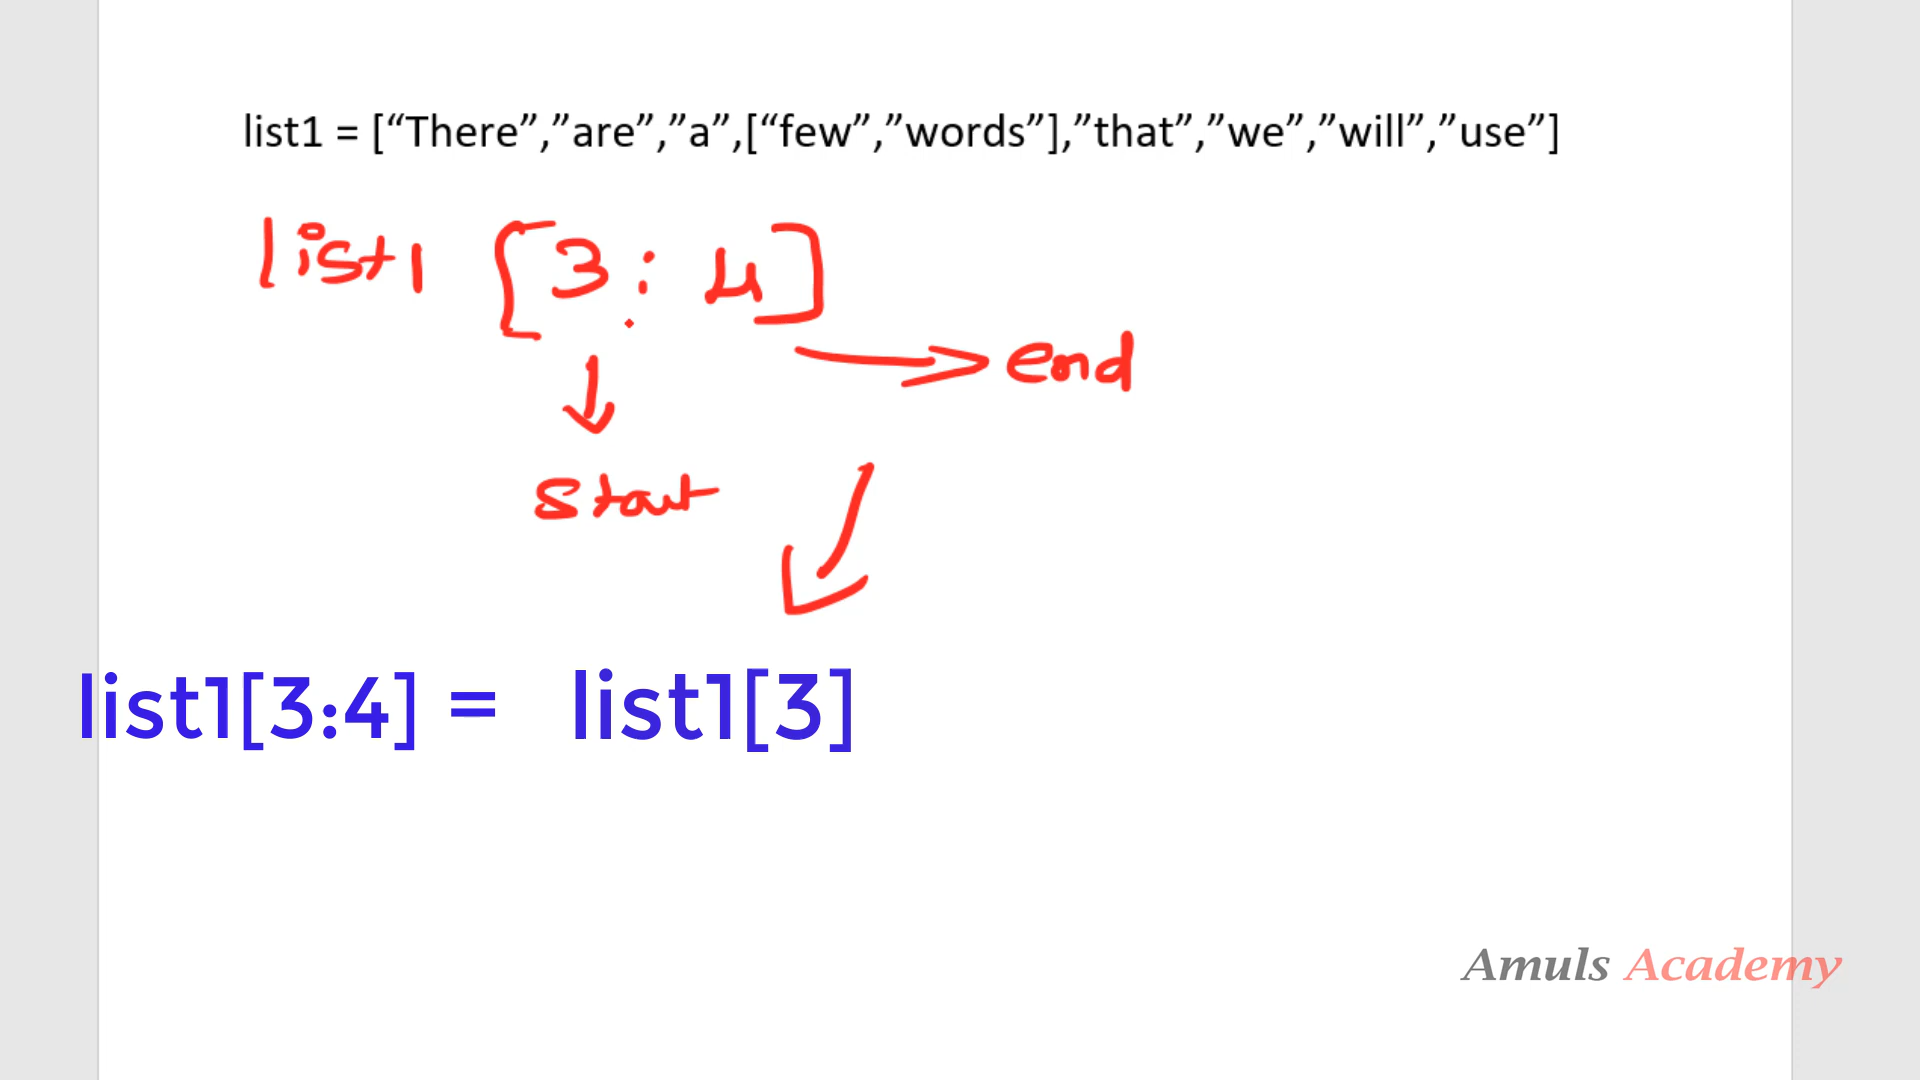 list1 = [“There”,”are”,”a”,[“few”,”words”],”that”,”we”,”will”,”use”]
list1 [3 : 4]
end
start
list1[3:4] = list1[3]
Amuls Academy